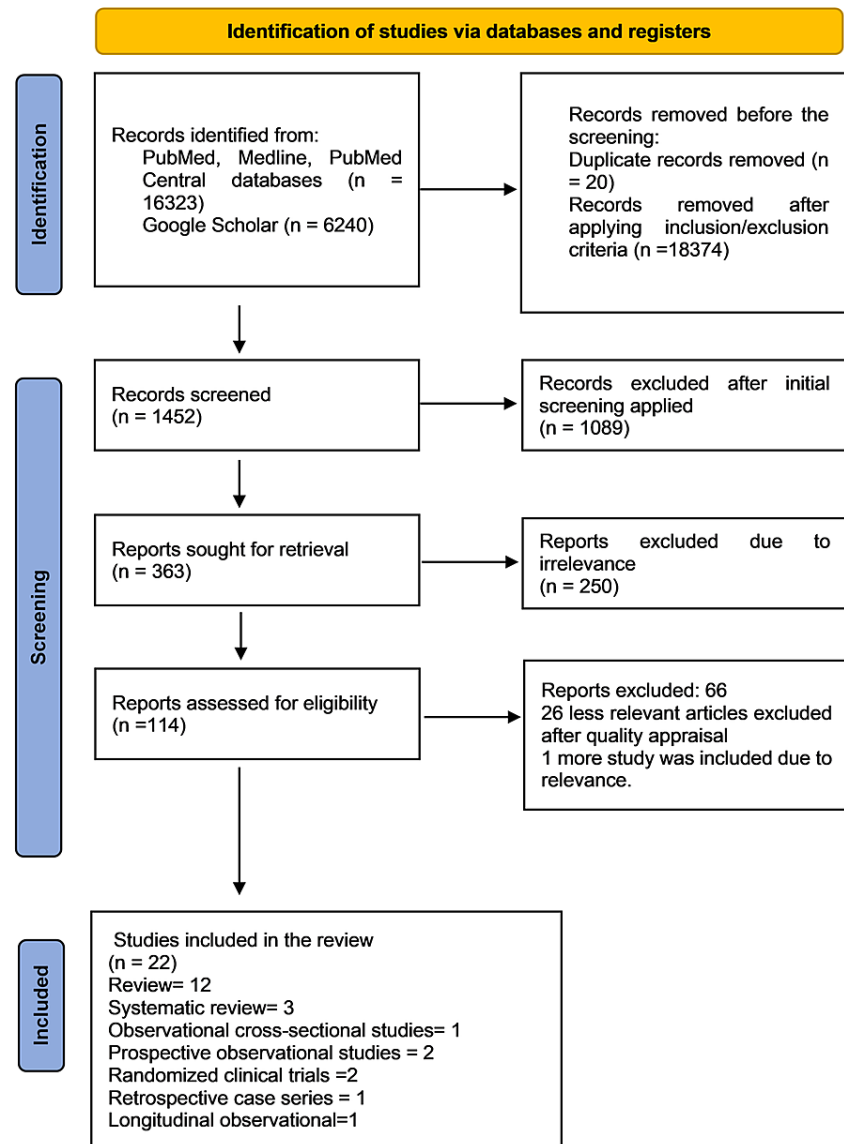 Identification of studies via databases and registers
Identification
Records identified from:
PubMed, Medline, PubMed
Central databases (n =
16323)
Google Scholar (n = 6240)
Records removed before the
screening:
Duplicate records removed (n
= 20)
Records removed after
applying inclusion/exclusion
criteria (n =18374)
Screening
Records screened
(n = 1452)
Records excluded after initial
screening applied
(n = 1089)
Reports sought for retrieval
(n = 363)
Reports excluded due to
irrelevance
(n = 250)
Reports assessed for eligibility
(n =114)
Reports excluded: 66
26 less relevant articles excluded
after quality appraisal
1 more study was included due to
relevance.
Included
Studies included in the review
(n = 22)
Review= 12
Systematic review= 3
Observational cross-sectional studies= 1
Prospective observational studies = 2
Randomized clinical trials =2
Retrospective case series = 1
Longitudinal observational=1